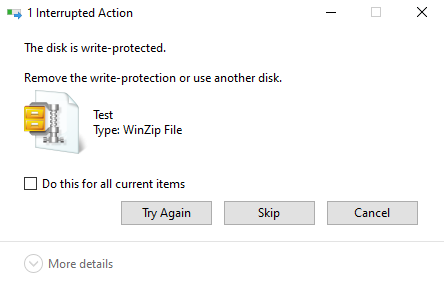 1 Interrupted Action
The disk is write-protected.
Remove the write-protection or use another disk.
Test
Type: WinZip File
Do this for all current items
Try Again Skip Cancel
More details